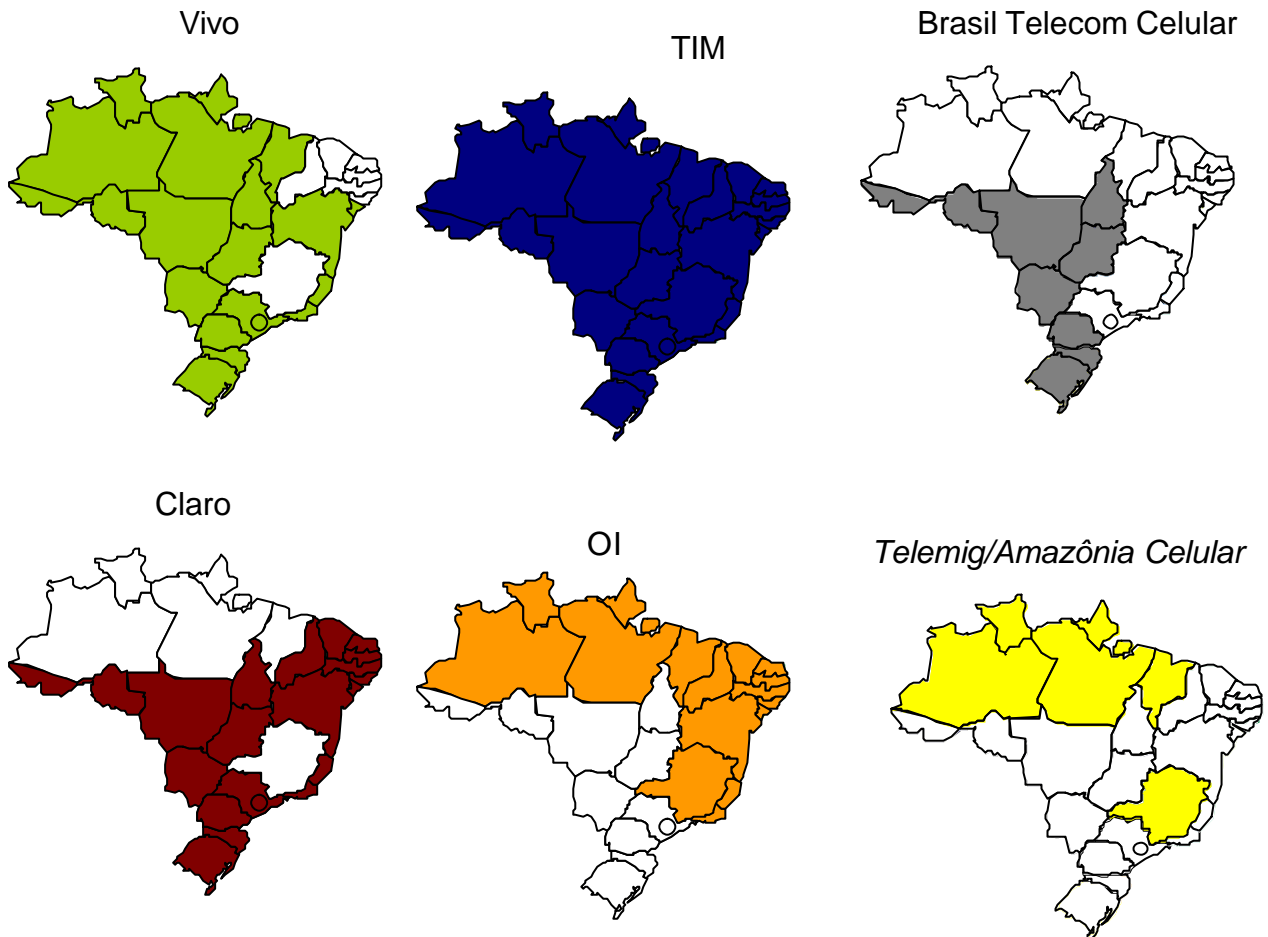 Vivo
TIM
Brasil Telecom Celular
Claro
OI
Telemig/Amazônia Celular